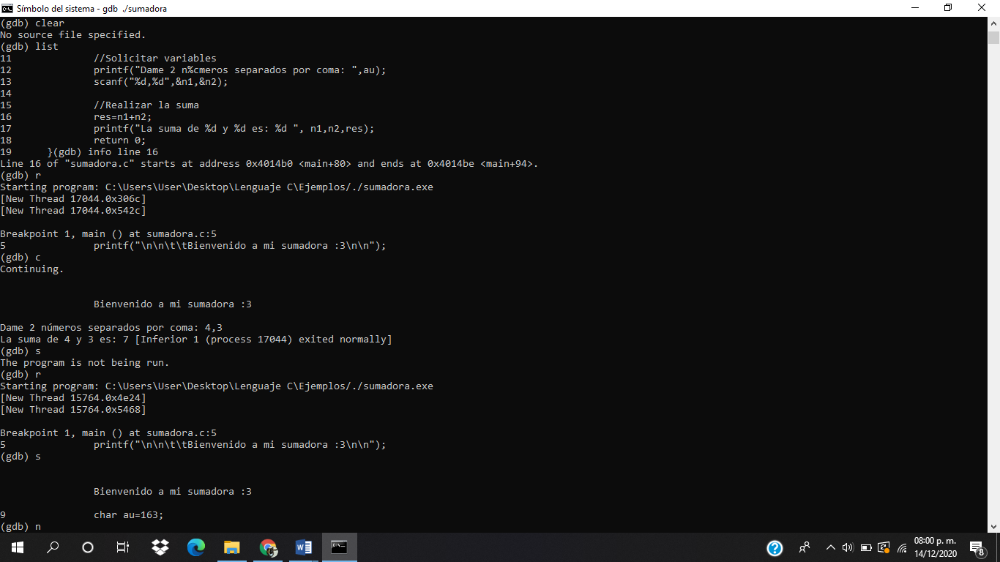 Símbolo del sistema - gdb ./sumadora
(gdb) clear
No source file specified.
(gdb) list
11 //Solicitar variables
12 printf("Dame 2 n%cmeros separados por coma: ",au);
13 scanf("%d,%d",&n1,&n2);
14
15 //Realizar la suma
16 res=n1+n2;
17 printf("La suma de %d y %d es: %d ", n1,n2,res);
18 return 0;
19 }(gdb) info line 16
Line 16 of "sumadora.c" starts at address 0x4014b0 <main+80> and ends at 0x4014be <main+94>.
(gdb) r
Starting program: C:\Users\User\Desktop\Lenguaje C\Ejemplos/./sumadora.exe
[New Thread 17044.0x306c]
[New Thread 17044.0x542c]
Breakpoint 1, main () at sumadora.c:5
5 printf("\n\n\t\tBienvenido a mi sumadora :3\n\n");
(gdb) c
Continuing.
Bienvenido a mi sumadora :3
Dame 2 números separados por coma: 4,3
La suma de 4 y 3 es: 7 [Inferior 1 (process 17044) exited normally]
(gdb) s
The program is not being run.
(gdb) r
Starting program: C:\Users\User\Desktop\Lenguaje C\Ejemplos/./sumadora.exe
[New Thread 15764.0x4e24]
[New Thread 15764.0x5468]
Breakpoint 1, main () at sumadora.c:5
5 printf("\n\n\t\tBienvenido a mi sumadora :3\n\n");
(gdb) s
Bienvenido a mi sumadora :3
9 char au=163;
(gdb) n
08:00 p. m.
14/12/2020
8